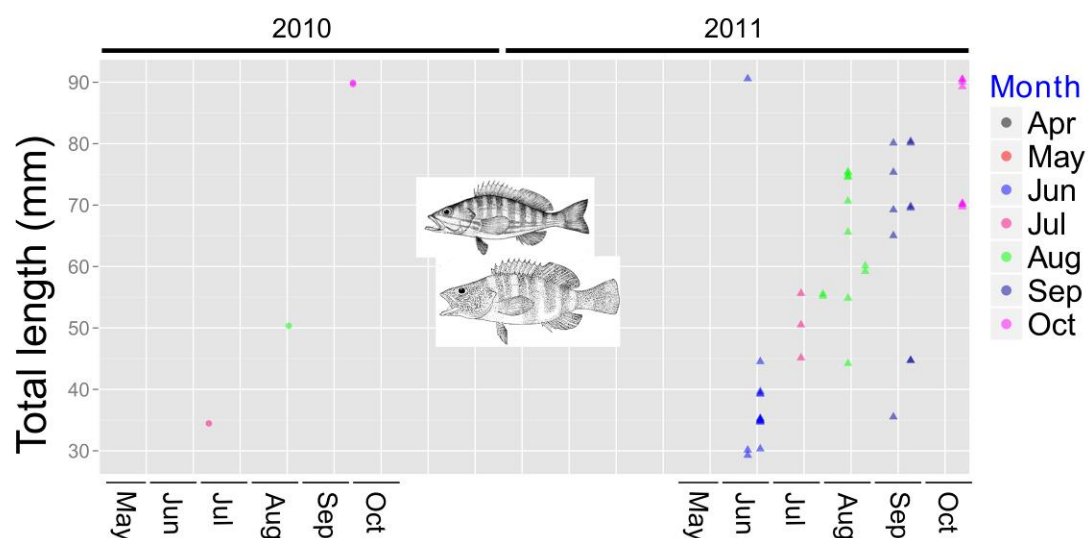 2010 2011
Total length (mm)
90
80
70
60
50
40
30
May Jun Jul Aug Sep Oct Jun Jul Aug Sep Oct
Month
Apr
May
Jun
Jul
Aug
Sep
Oct